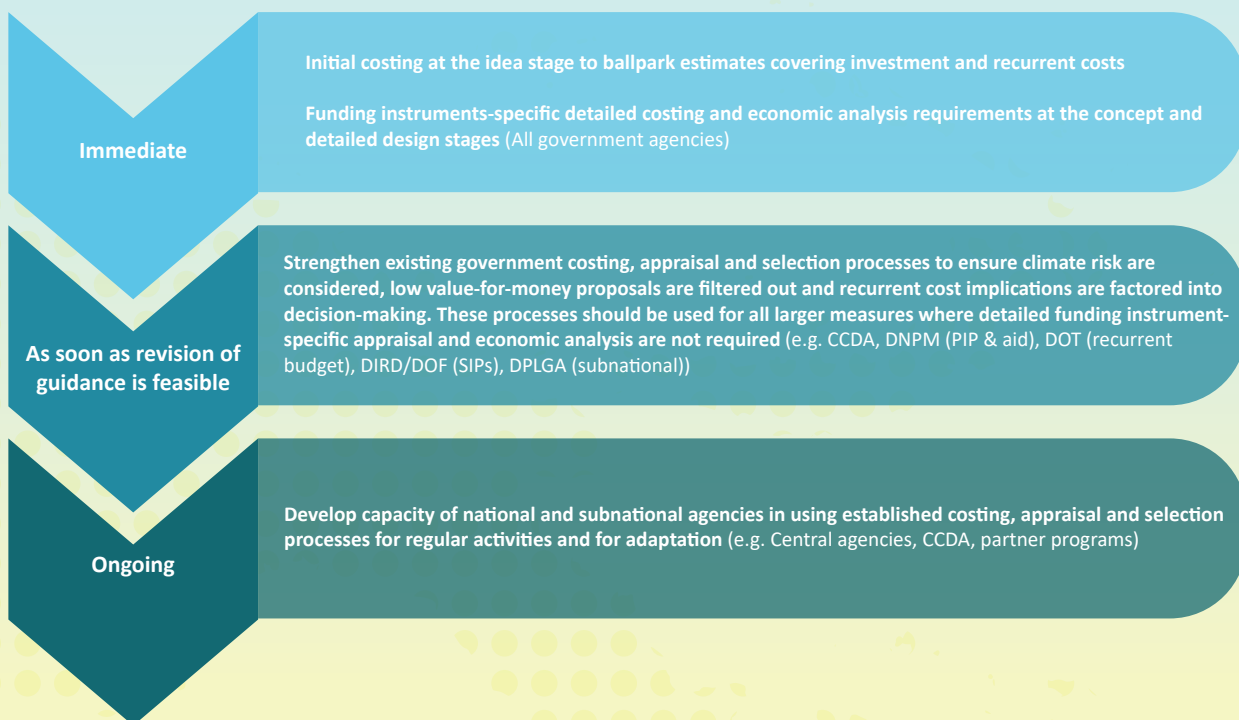 Immediate
Initial costing at the idea stage to ballpark estimates covering investment and recurrent costs
Funding instruments-specific detailed costing and economic analysis requirements at the concept and
detailed design stages (All government agencies)
As soon as revision of
guidance is feasible
Strengthen existing government costing, appraisal and selection processes to ensure climate risk are
considered, low value-for-money proposals are filtered out and recurrent cost implications are factored into
decision-making. These processes should be used for all larger measures where detailed funding instrument-
specific appraisal and economic analysis are not required (e.g. CCDA, DNPM (PIP & aid), DOT (recurrent
budget), DIRD/DOF (SIPs), DPLGA (subnational))
Ongoing
Develop capacity of national and subnational agencies in using established costing, appraisal and selection
processes for regular activities and for adaptation (e.g. Central agencies, CCDA, partner programs)